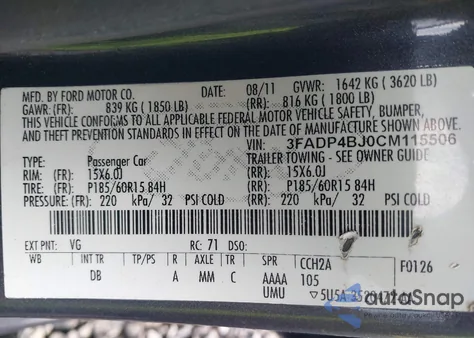 MFD. BY FORD MOTOR CO. 08/11 GVWR: 1642 KG ( 3620 LB)
GAWR: (FR): 839 KG ( 1850 LB) (RR): 816 KG ( 1800 LB)
THIS VEHICLE CONFORMS TO ALL APPLICABLE FEDERAL MOTOR VEHICLE SAFETY, BUMPER,
AND THEFT PREVENTION STANDARDS IN EFFECT ON THE DATE OF MANUFACTURE SHOWN ABOVE.
VIN: 3FADP4BJ0CM115506
TYPE: Passenger Car TRAILER TOWING - SEE OWNER GUIDE
RIM: (FR): 15X6.0J (RR): 15X6.0J
TIRE: (FR): P185/60R15 84H (RR): P185/60R15 84H
PRESSURE: (FR): 220 kPa/ 32 PSI COLD (RR): 220 kPa/ 32 PSI COLD
EXT PNT: VG RC: 71 DSO:
WB INT TR TP/PS R AXLE TR SPR CCH2A F0126
DB A MM C AAAA 105
UMU
autoSnap